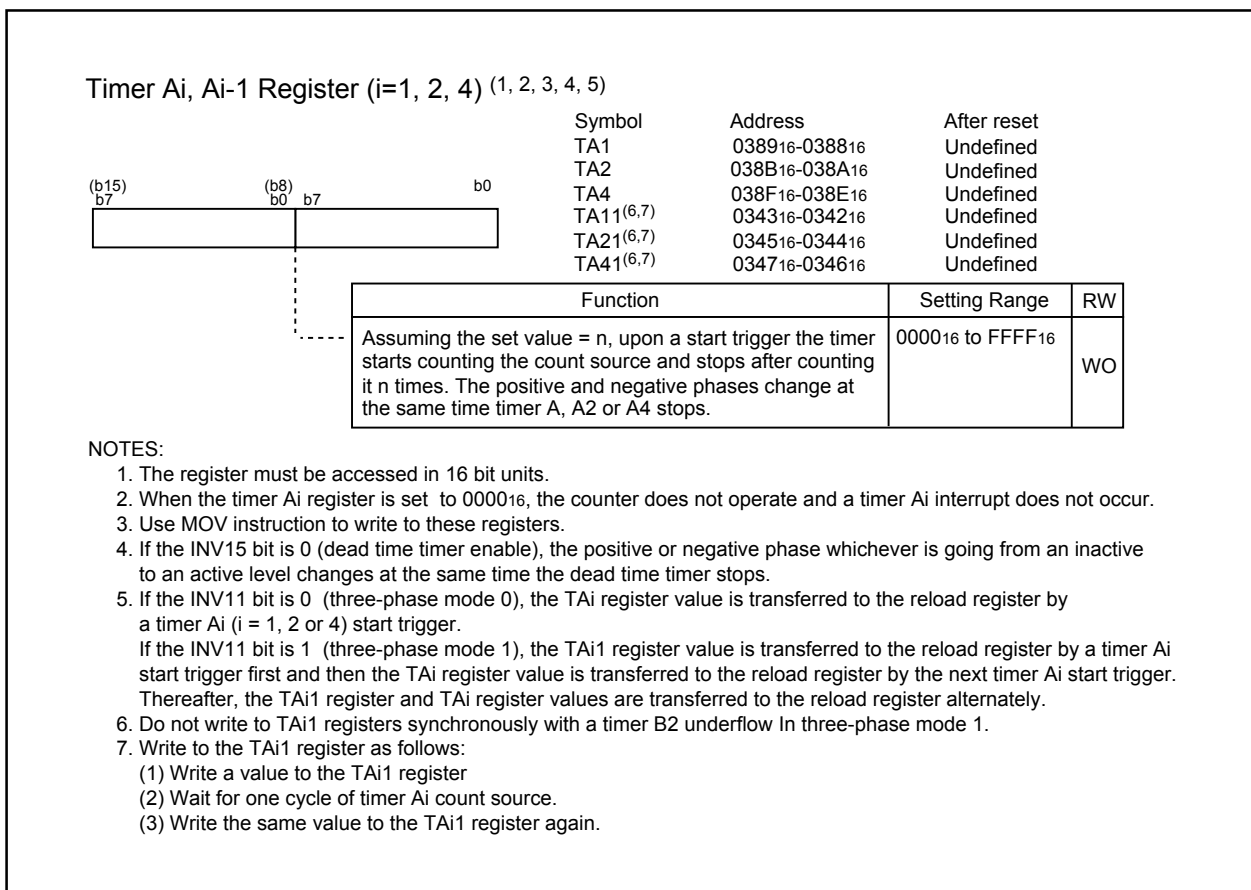 Timer Ai, Ai-1 Register (i=1, 2, 4) (1, 2, 3, 4, 5)
Symbol Address After reset
TA1 038916-038816 Undefined
TA2 038B16-038A16 Undefined
TA4 038F16-038E16 Undefined
TA11(6,7) 034316-034216 Undefined
TA21(6,7) 034516-034416 Undefined
TA41(6,7) 034716-034616 Undefined
(b15) (b8)
b7 b0 b7 b0
Function Setting Range RW
Assuming the set value = n, upon a start trigger the timer
starts counting the count source and stops after counting
it n times. The positive and negative phases change at
the same time timer A, A2 or A4 stops.
000016 to FFFF16
WO
NOTES:
1. The register must be accessed in 16 bit units.
2. When the timer Ai register is set to 000016, the counter does not operate and a timer Ai interrupt does not occur.
3. Use MOV instruction to write to these registers.
4. If the INV15 bit is 0 (dead time timer enable), the positive or negative phase whichever is going from an inactive
to an active level changes at the same time the dead time timer stops.
5. If the INV11 bit is 0 (three-phase mode 0), the TAi register value is transferred to the reload register by
a timer Ai (i = 1, 2 or 4) start trigger.
If the INV11 bit is 1 (three-phase mode 1), the TAi1 register value is transferred to the reload register by a timer Ai
start trigger first and then the TAi register value is transferred to the reload register by the next timer Ai start trigger.
Thereafter, the TAi1 register and TAi register values are transferred to the reload register alternately.
6. Do not write to TAi1 registers synchronously with a timer B2 underflow In three-phase mode 1.
7. Write to the TAi1 register as follows:
(1) Write a value to the TAi1 register
(2) Wait for one cycle of timer Ai count source.
(3) Write the same value to the TAi1 register again.